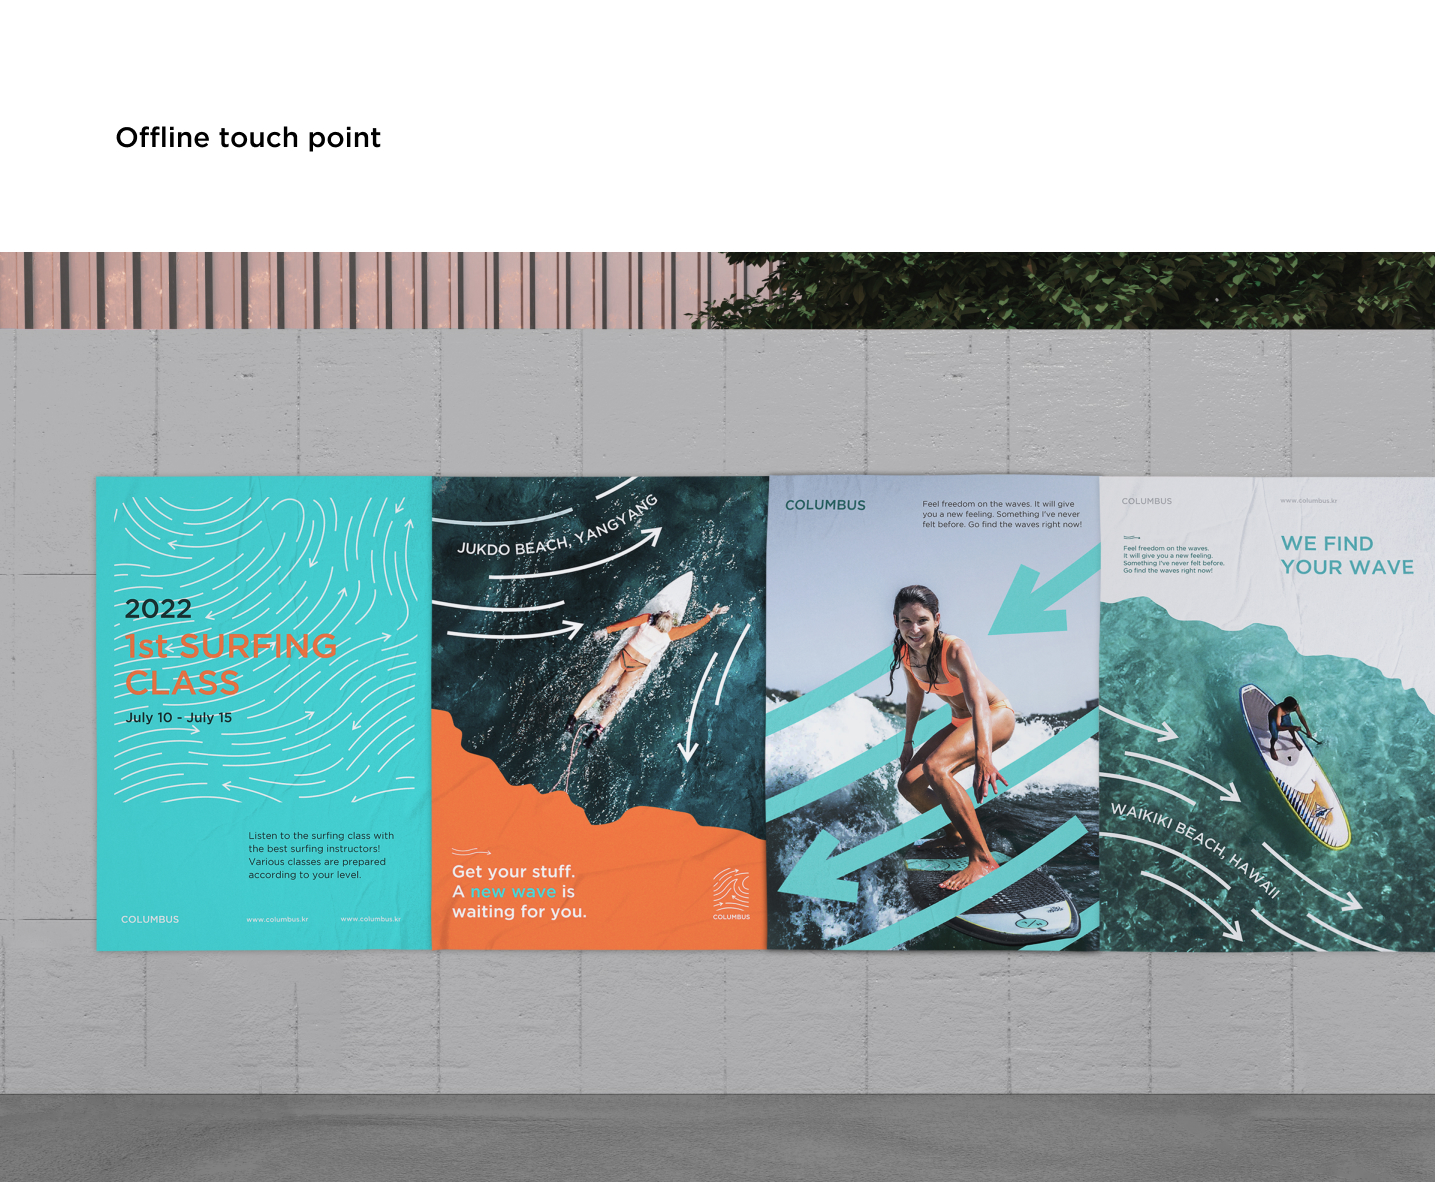 Offline touch point
2022
1st SURFING
CLASS
July 10 - July 15
Listen to the surfing class with
the best surfing instructors!
Various classes are prepared
according to your level.
COLUMBUS
www.columbus.kr
www.columbus.kr
JUKDO BEACH, YANGYANG
Get your stuff.
A new wave is
waiting for you.
COLUMBUS
COLUMBUS
Feel freedom on the waves. It will give
you a new feeling. Something I've never
felt before. Go find the waves right now!
COLUMBUS
www.columbus.kr
Feel freedom on the waves.
It will give you a new feeling.
Something I've never felt before.
Go find the waves right now!
WE FIND
YOUR WAVE
WAIKIKI BEACH, HAWAII